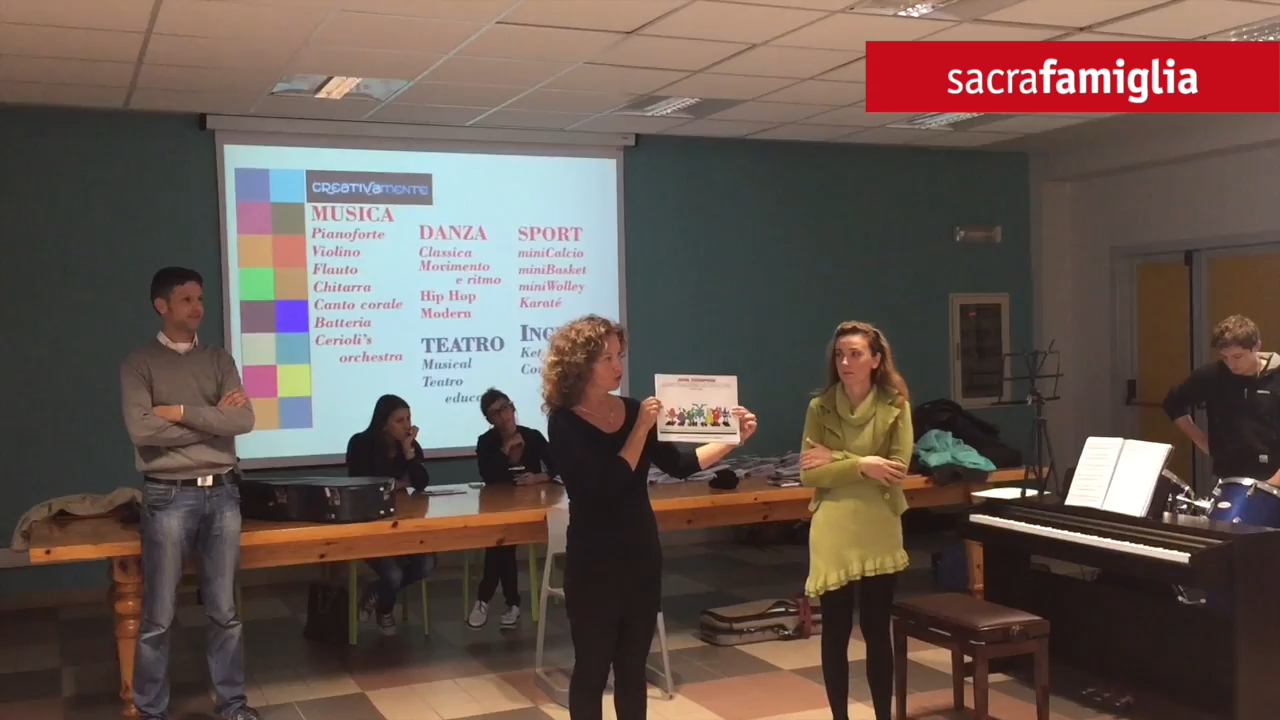 sacrafamiglia
CREATIVAMENTE
MUSICA
Pianoforte
Violino
Flauto
Chitarra
Canto corale
Batteria
Cerioli's
orchestra
DANZA
Classica
Movimento
e ritmo
Hip Hop
Modern
TEATRO
Musical
Teatro
SPORT
miniCalcio
miniBasket
miniWolley
Karaté